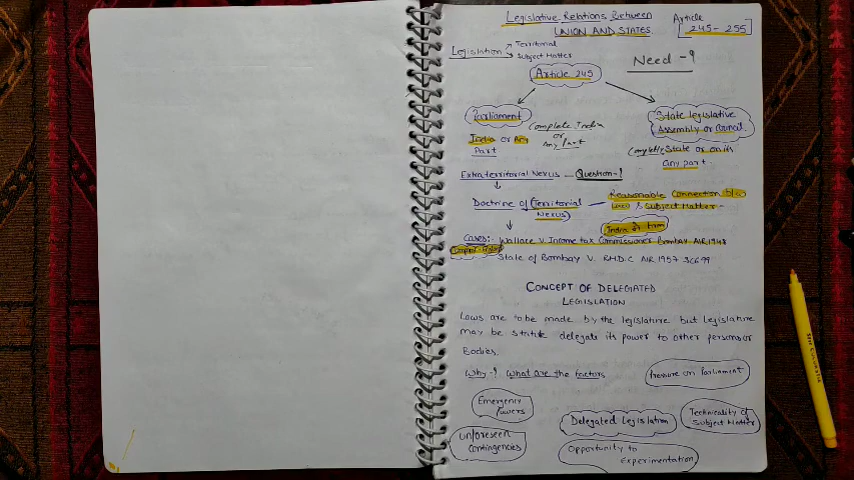 Legislative Relations Between
UNION AND STATES
Article
245 - 255
Legislation
Territorial
Subject Matter
Need -?
Article 245
Parliament
India or Any
Part
Complete India
or
Any Part
State legislative
Assembly or Council
Complete State or on its
any part.
Extraterritorial Nexus - Question-!
Doctrine of (Territorial
Nexus)
Reasonable Connection b/w
Law & Subject Matter
India & firm
Cases:- Wallace V. Income tax Commissioner Bombay AIR 1948
State of Bombay V. RMDC AIR 1957 SC 699
CONCEPT OF DELEGATED
LEGISLATION
Laws are to be made by the legislature but legislature
may be statute delegate its power to other persons or
Bodies.
Why-? What are the factors
Pressure on Parliament
Emergency
Powers
Delegated Legislation
Technicality of
Subject Matter
Unforeseen
Contingencies
Opportunity to
Experimentation